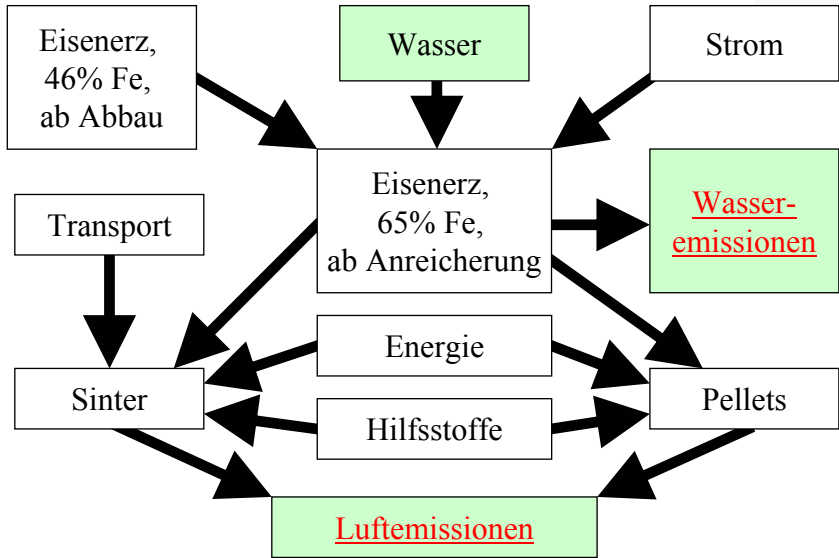 Eisenerz,
46% Fe,
ab Abbau
Wasser
Strom
Eisenerz,
65% Fe,
ab Anreicherung
Wasser-
emissionen
Transport
Energie
Sinter
Pellets
Hilfsstoffe
Luftemissionen